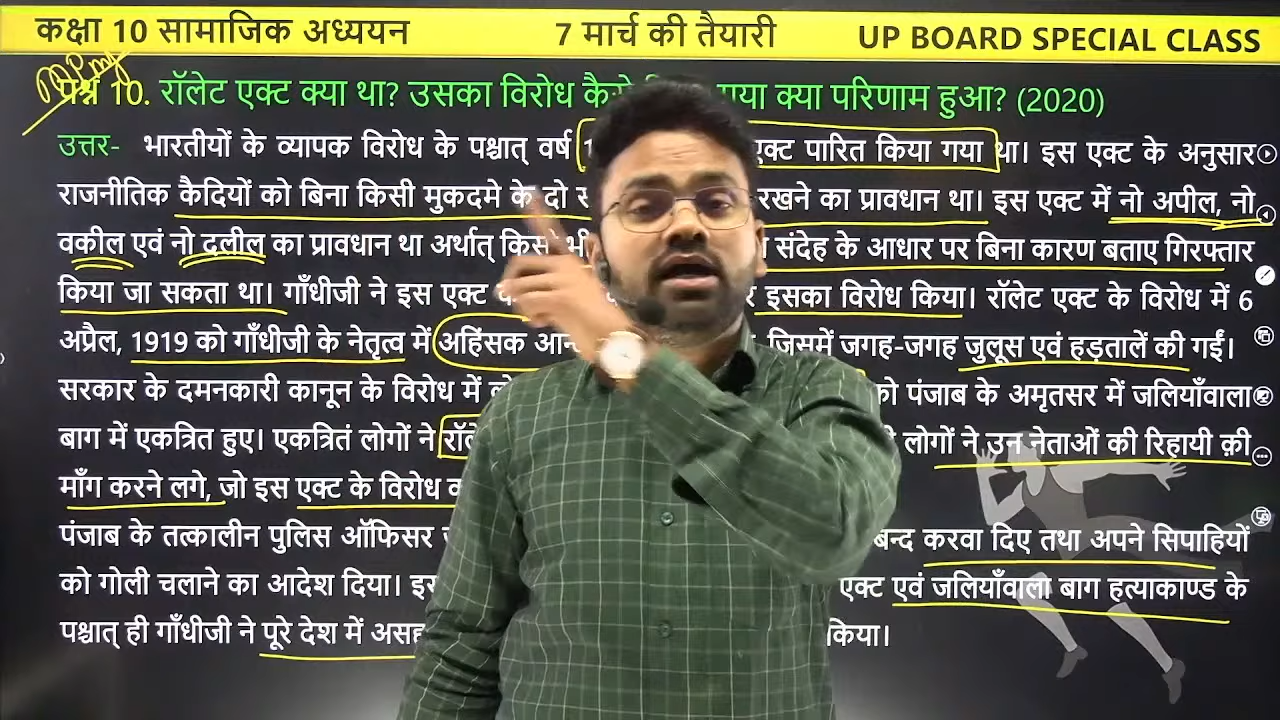 कक्षा 10 सामाजिक अध्ययन 7 मार्च की तैयारी UP BOARD SPECIAL CLASS
प्रश्न 10. रॉलेट एक्ट क्या था? उसका विरोध क्या परिणाम हुआ? (2020)
उत्तर- भारतीयों के व्यापक विरोध के पश्चात् वर्ष पारित किया गया था। इस एक्ट के अनुसार
राजनीतिक कैदियों को बिना किसी मुकदमे के दो रखने का प्रावधान था। इस एक्ट में नो अपील, नो
वकील एवं नो दलील का प्रावधान था अर्थात् संदेह के आधार पर बिना कारण बताए गिरफ्तार
किया जा सकता था। गाँधीजी ने इस एक्ट इसका विरोध किया। रॉलेट एक्ट के विरोध में 6
अप्रैल, 1919 को गाँधीजी के नेतृत्व में अहिंसक जिसमें जगह-जगह जुलूस एवं हड़तालें की गईं।
सरकार के दमनकारी कानून के विरोध में को पंजाब के अमृतसर में जलियाँवाला
बाग में एकत्रित हुए। एकत्रितं लोगों ने लोगों ने उन नेताओं की रिहायी की
माँग करने लगे, जो इस एक्ट के विरोध
पंजाब के तत्कालीन पुलिस ऑफिसर बन्द करवा दिए तथा अपने सिपाहियों
को गोली चलाने का आदेश दिया। एक्ट एवं जलियाँवाला बाग हत्याकाण्ड के
पश्चात् ही गाँधीजी ने पूरे देश में किया।